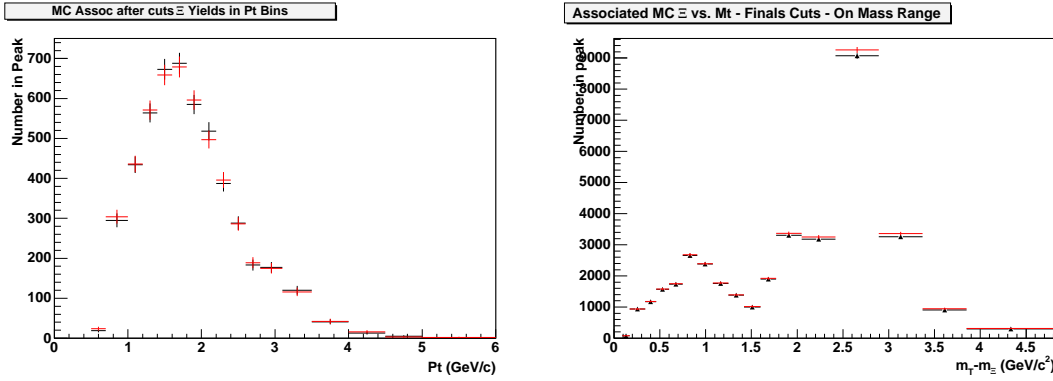 MC Assoc after cuts Ξ Yields in Pt Bins
Number in Peak
700
600
500
400
300
200
100
0
0 1 2 3 4 5 6
Pt (GeV/c)
Associated MC Ξ vs. Mt - Finals Cuts - On Mass Range
Number in peak
9000
8000
7000
6000
5000
4000
3000
2000
1000
0
0 0.5 1 1.5 2 2.5 3 3.5 4 4.5
m_T-m_Ξ (GeV/c²)